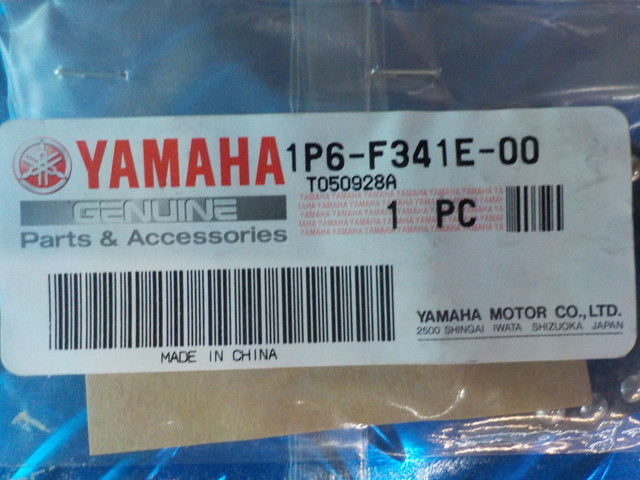 YAMAHA 1P6-F341E-00
T050928A
GENUINE
1 PC
Parts & Accessories
YAMAHA MOTOR CO.,LTD.
2500 SHINGAI IWATA SHIZUOKA JAPAN
MADE IN CHINA